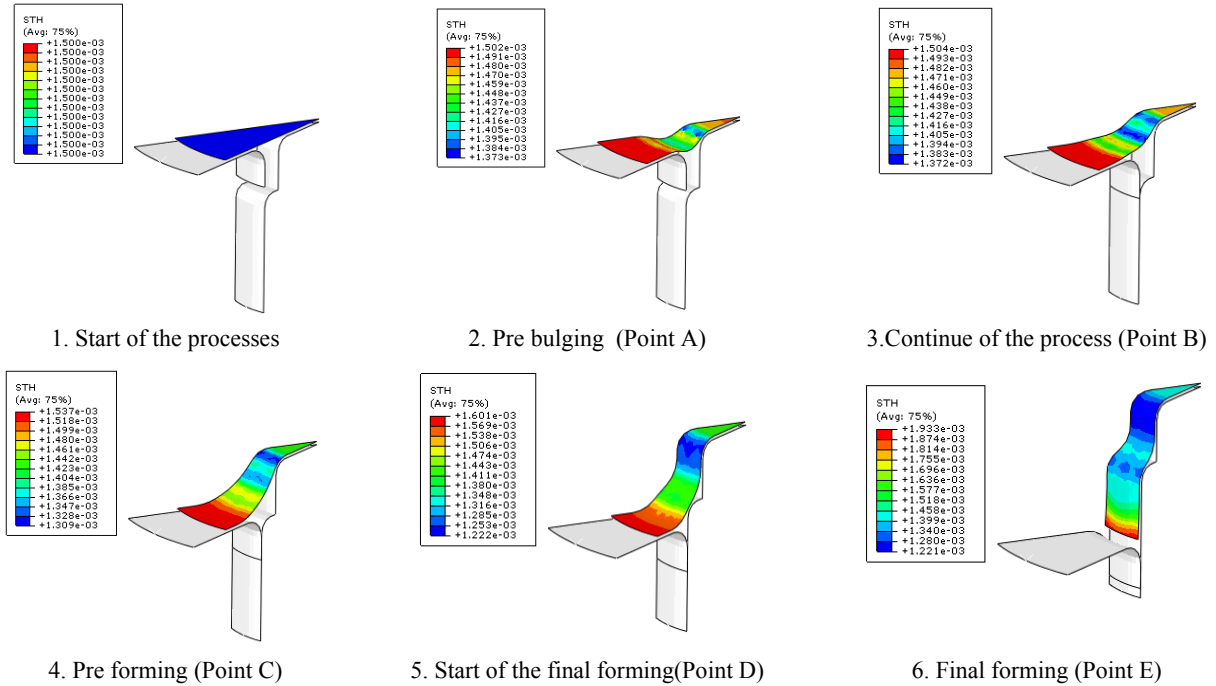 STH
(Avg: 75%)
+1.500e-03
+1.500e-03
+1.500e-03
+1.500e-03
+1.500e-03
+1.500e-03
+1.500e-03
+1.500e-03
+1.500e-03
+1.500e-03
+1.500e-03
+1.500e-03
+1.500e-03
1. Start of the processes
STH
(Avg: 75%)
+1.502e-03
+1.491e-03
+1.480e-03
+1.470e-03
+1.459e-03
+1.448e-03
+1.437e-03
+1.427e-03
+1.416e-03
+1.405e-03
+1.395e-03
+1.384e-03
+1.373e-03
2. Pre bulging (Point A)
STH
(Avg: 75%)
+1.504e-03
+1.493e-03
+1.482e-03
+1.471e-03
+1.460e-03
+1.449e-03
+1.438e-03
+1.427e-03
+1.416e-03
+1.405e-03
+1.394e-03
+1.383e-03
+1.372e-03
3.Continue of the process (Point B)
STH
(Avg: 75%)
+1.537e-03
+1.518e-03
+1.499e-03
+1.480e-03
+1.461e-03
+1.442e-03
+1.423e-03
+1.404e-03
+1.385e-03
+1.366e-03
+1.347e-03
+1.328e-03
+1.309e-03
4. Pre forming (Point C)
STH
(Avg: 75%)
+1.601e-03
+1.569e-03
+1.538e-03
+1.506e-03
+1.474e-03
+1.443e-03
+1.411e-03
+1.380e-03
+1.348e-03
+1.316e-03
+1.285e-03
+1.253e-03
+1.222e-03
5. Start of the final forming(Point D)
STH
(Avg: 75%)
+1.933e-03
+1.874e-03
+1.814e-03
+1.755e-03
+1.696e-03
+1.636e-03
+1.577e-03
+1.518e-03
+1.458e-03
+1.399e-03
+1.340e-03
+1.280e-03
+1.221e-03
6. Final forming (Point E)